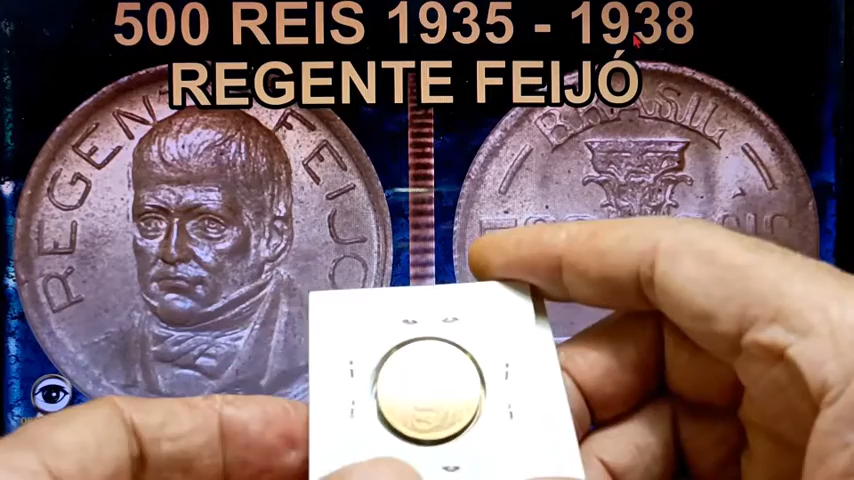 500 REIS 1935 - 1938
REGENTE FEIJÓ
REGENTE FEIJÓ
BRASIL